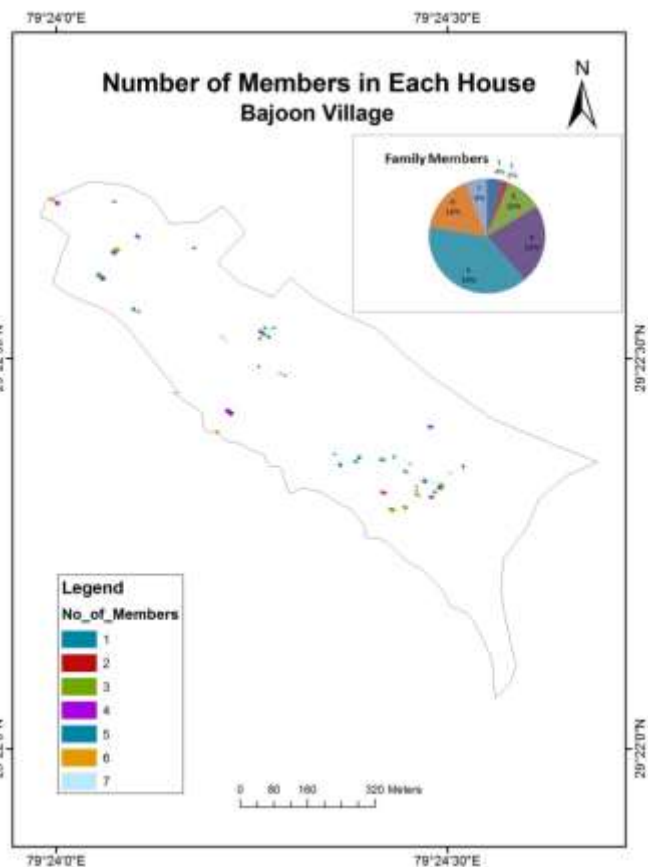 79°24'0"E
79°24'30"E
Number of Members in Each House
Bajoon Village
N
Family Members
29°22'30"N
Legend
No_of_Members
1
2
3
4
5
6
7
0 80 160 320 Meters
29°22'0"N
79°24'0"E
79°24'30"E